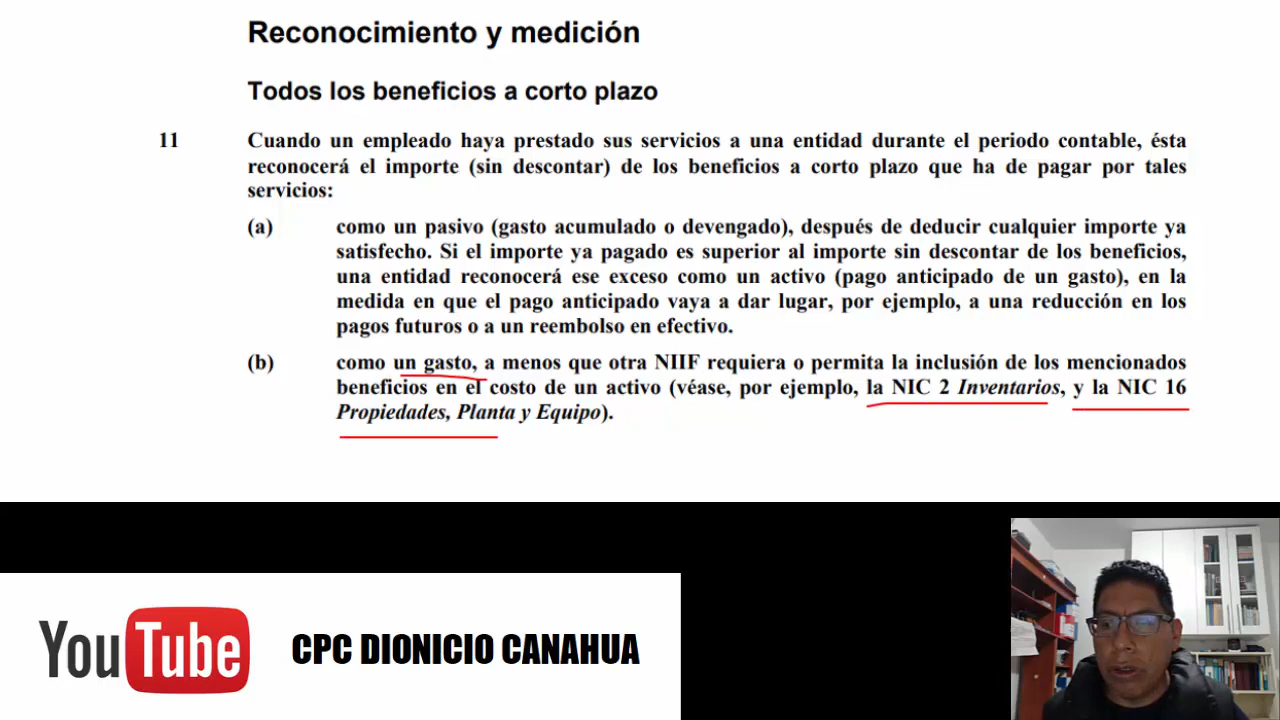 Reconocimiento y medición
Todos los beneficios a corto plazo
11 Cuando un empleado haya prestado sus servicios a una entidad durante el periodo contable, ésta
reconocerá el importe (sin descontar) de los beneficios a corto plazo que ha de pagar por tales
servicios:
(a) como un pasivo (gasto acumulado o devengado), después de deducir cualquier importe ya
satisfecho. Si el importe ya pagado es superior al importe sin descontar de los beneficios,
una entidad reconocerá ese exceso como un activo (pago anticipado de un gasto), en la
medida en que el pago anticipado vaya a dar lugar, por ejemplo, a una reducción en los
pagos futuros o a un reembolso en efectivo.
(b) como un gasto, a menos que otra NIIF requiera o permita la inclusión de los mencionados
beneficios en el costo de un activo (véase, por ejemplo, la NIC 2 Inventarios, y la NIC 16
Propiedades, Planta y Equipo).
YouTube CPC DIONICIO CANAHUA